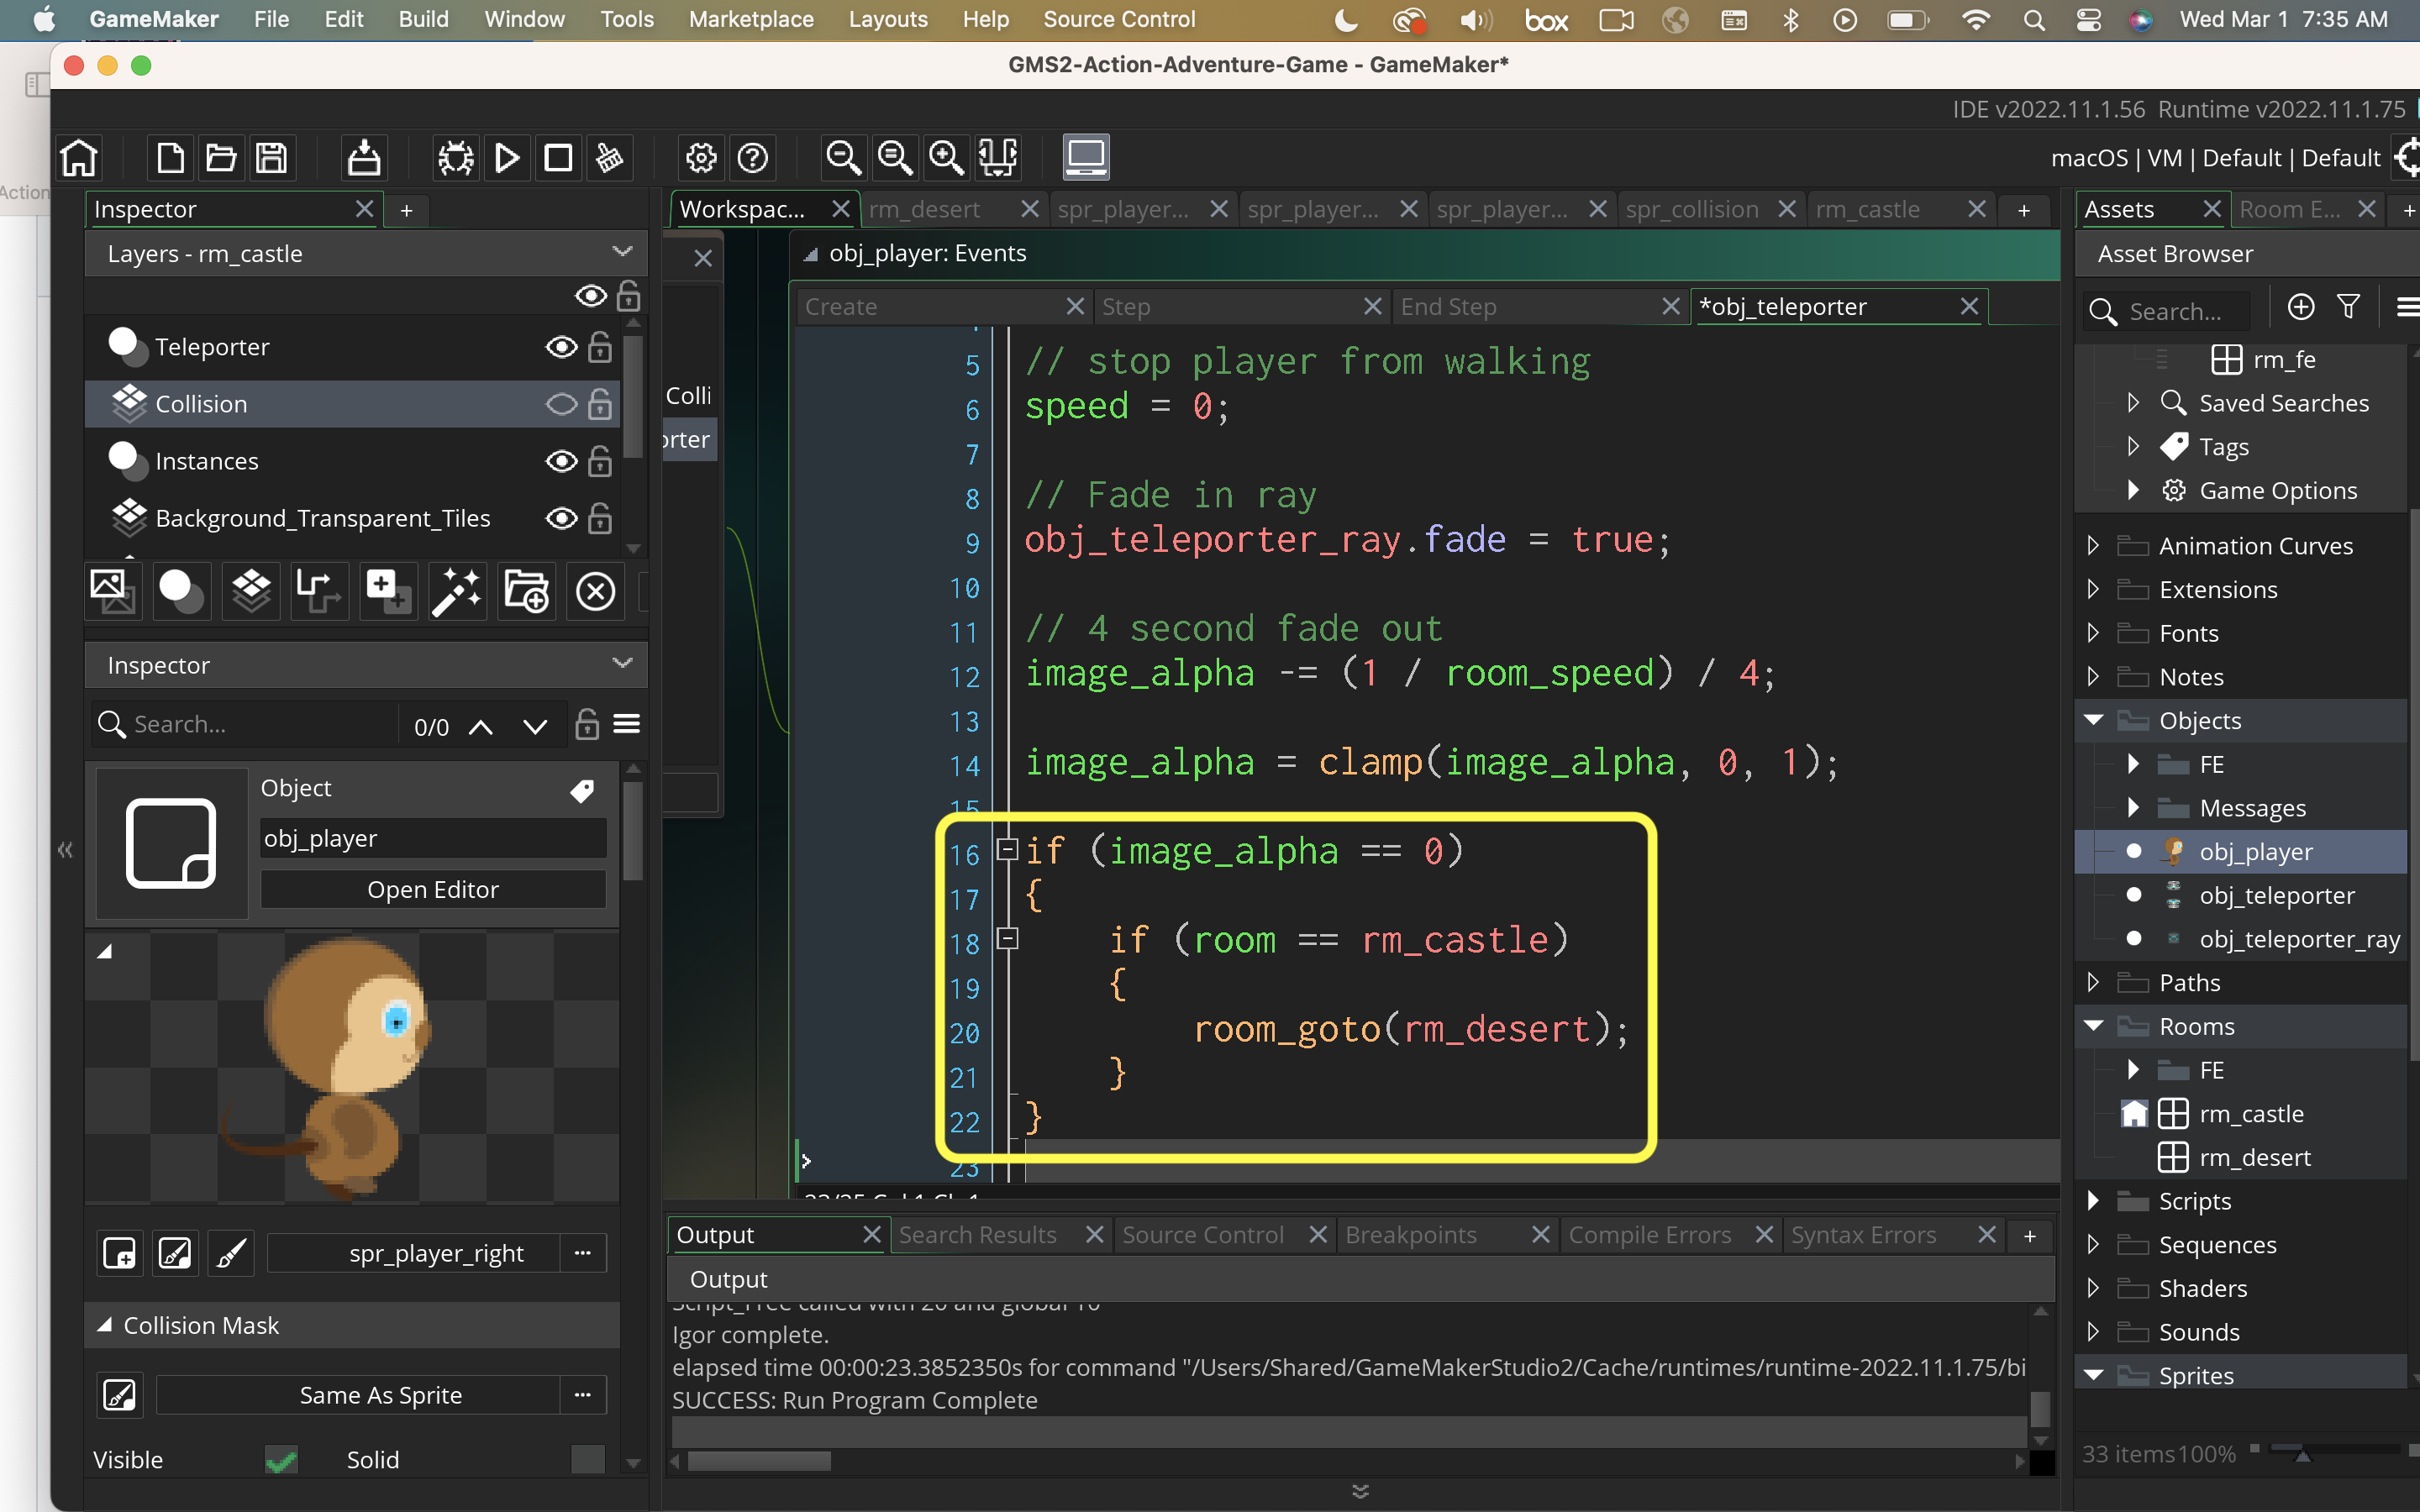 GameMaker File Edit Build Window Tools Marketplace Layouts Help Source Control box Wed Mar 1 7:35 AM
GMS2-Action-Adventure-Game - GameMaker*
IDE v2022.11.1.56 Runtime v2022.11.1.75
macOS | VM | Default | Default
Action
Inspector +
Layers - rm_castle
Teleporter
Collision
Instances
Background_Transparent_Tiles
Inspector
Search... 0/0
Object
obj_player
Open Editor
spr_player_right ...
Collision Mask
Same As Sprite ...
Visible Solid
Workspac... rm_desert spr_player... spr_player... spr_player... spr_collision rm_castle +
Colli
orter
obj_player: Events
Create Step End Step *obj_teleporter
5 // stop player from walking
6 speed = 0;
7
8 // Fade in ray
9 obj_teleporter_ray.fade = true;
10
11 // 4 second fade out
12 image_alpha -= (1 / room_speed) / 4;
13
14 image_alpha = clamp(image_alpha, 0, 1);
15
16 if (image_alpha == 0)
17 {
18 if (room == rm_castle)
19 {
20 room_goto(rm_desert);
21 }
22 }
23
Output Search Results Source Control Breakpoints Compile Errors Syntax Errors +
Output
Igor complete.
elapsed time 00:00:23.3852350s for command "/Users/Shared/GameMakerStudio2/Cache/runtimes/runtime-2022.11.1.75/bi
SUCCESS: Run Program Complete
Assets Room E... +
Asset Browser
Search...
rm_fe
Saved Searches
Tags
Game Options
Animation Curves
Extensions
Fonts
Notes
Objects
FE
Messages
obj_player
obj_teleporter
obj_teleporter_ray
Paths
Rooms
FE
rm_castle
rm_desert
Scripts
Sequences
Shaders
Sounds
Sprites
33 items 100%